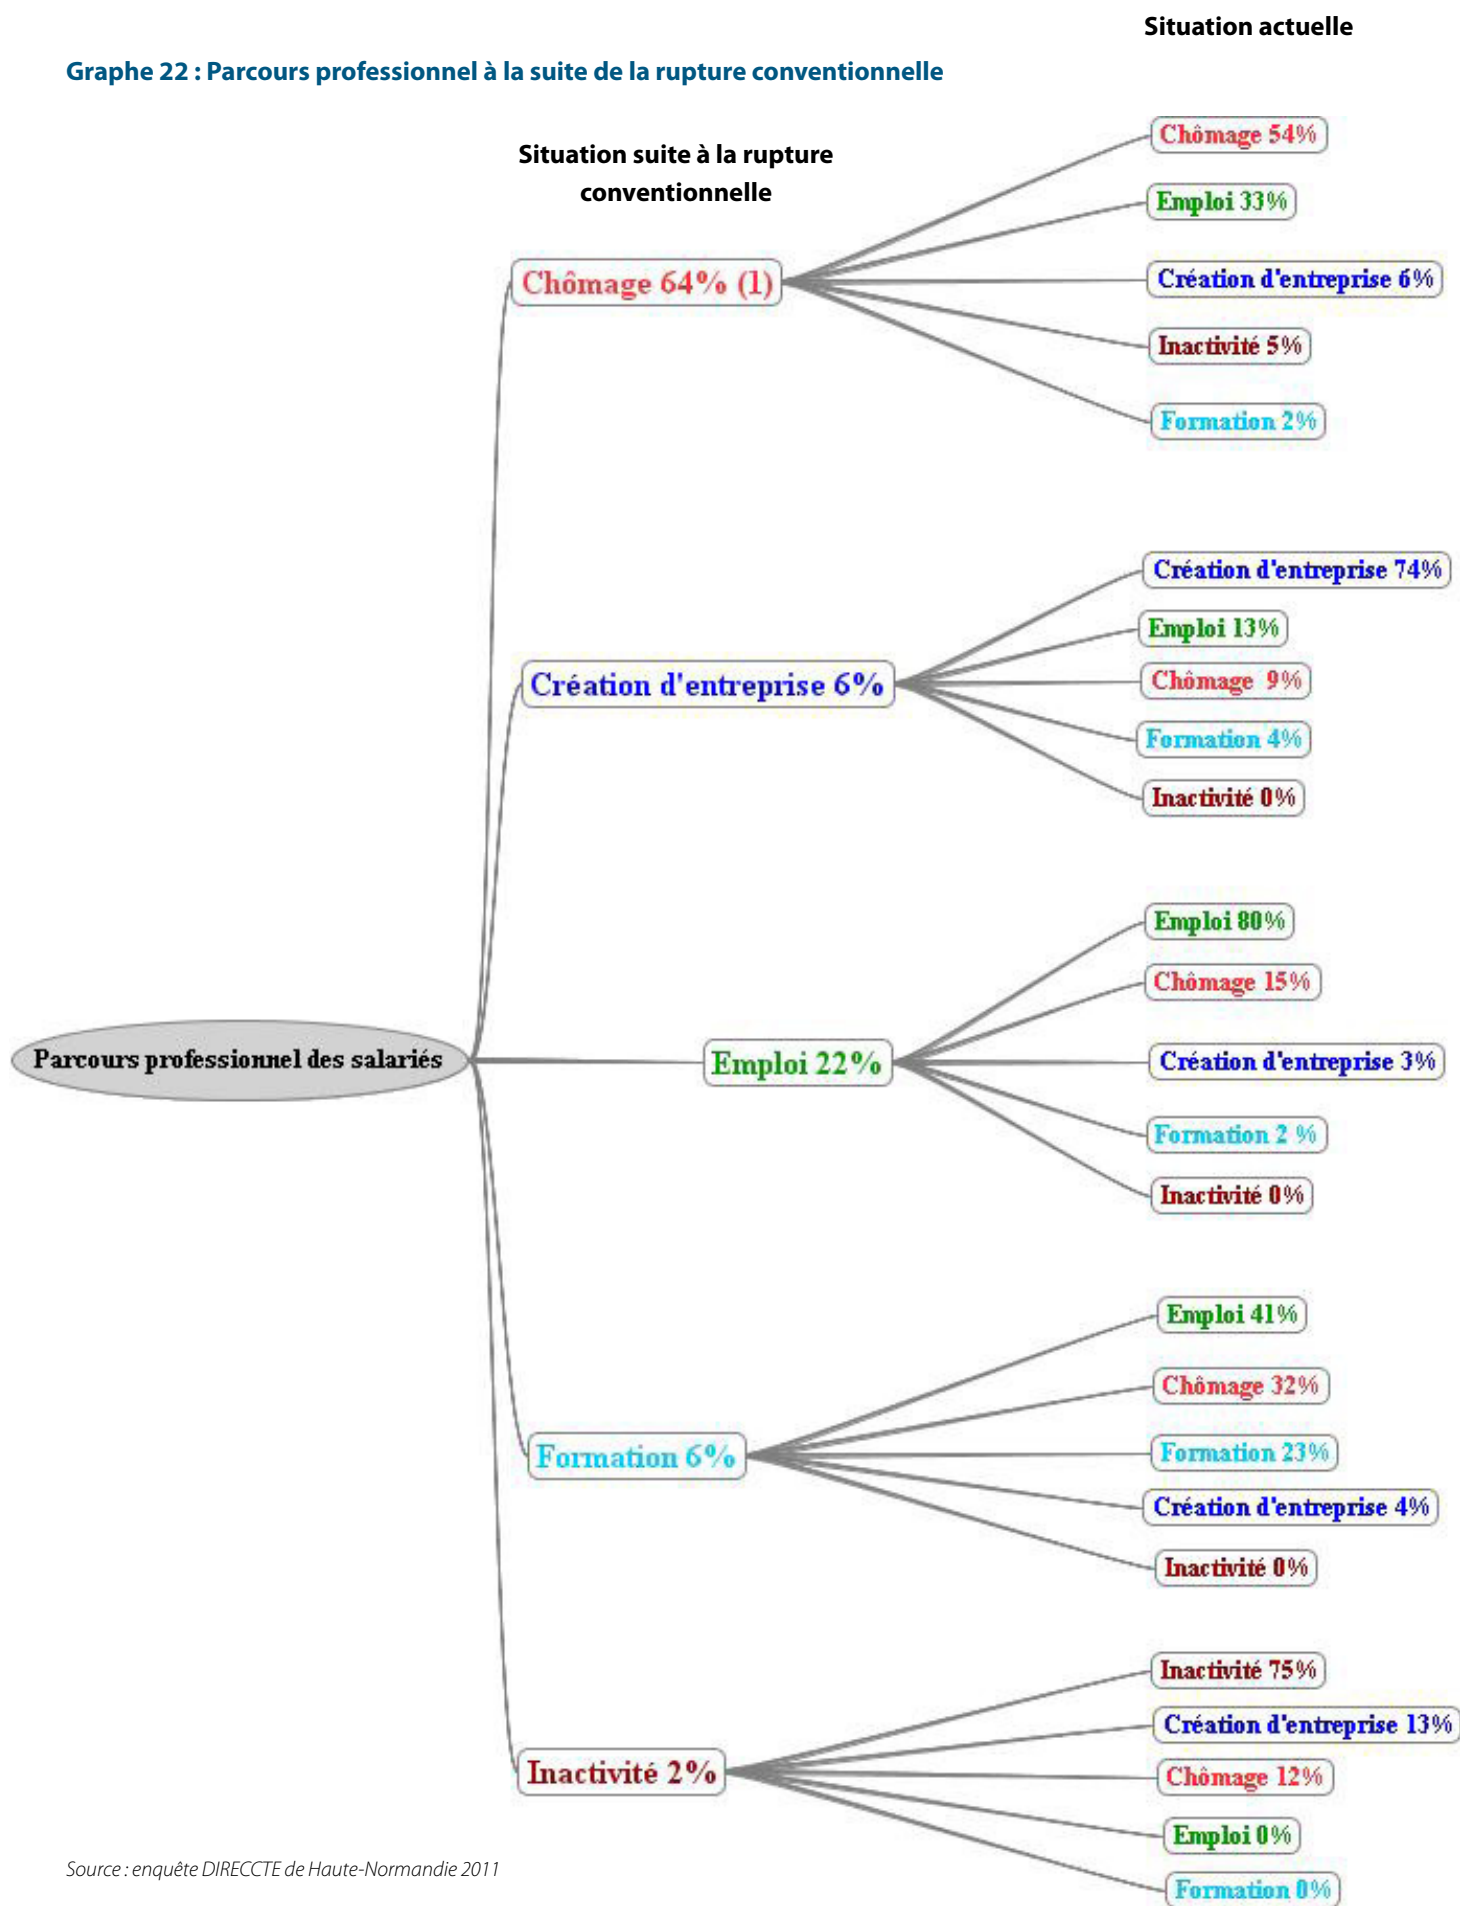 Situation actuelle
Graphe 22 : Parcours professionnel à la suite de la rupture conventionnelle
Situation suite à la rupture
conventionnelle
Chômage 64% (1)
Chômage 54%
Emploi 33%
Création d'entreprise 6%
Inactivité 5%
Formation 2%
Création d'entreprise 6%
Création d'entreprise 74%
Emploi 13%
Chômage 9%
Formation 4%
Inactivité 0%
Parcours professionnel des salariés
Emploi 22%
Emploi 80%
Chômage 15%
Création d'entreprise 3%
Formation 2 %
Inactivité 0%
Formation 6%
Emploi 41%
Chômage 32%
Formation 23%
Création d'entreprise 4%
Inactivité 0%
Inactivité 2%
Inactivité 75%
Création d'entreprise 13%
Chômage 12%
Emploi 0%
Formation 0%
Source : enquête DIRECCTE de Haute-Normandie 2011